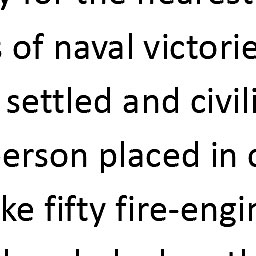 y for the nearest
s of naval victorie
settled and civili
erson placed in c
ke fifty fire-engin